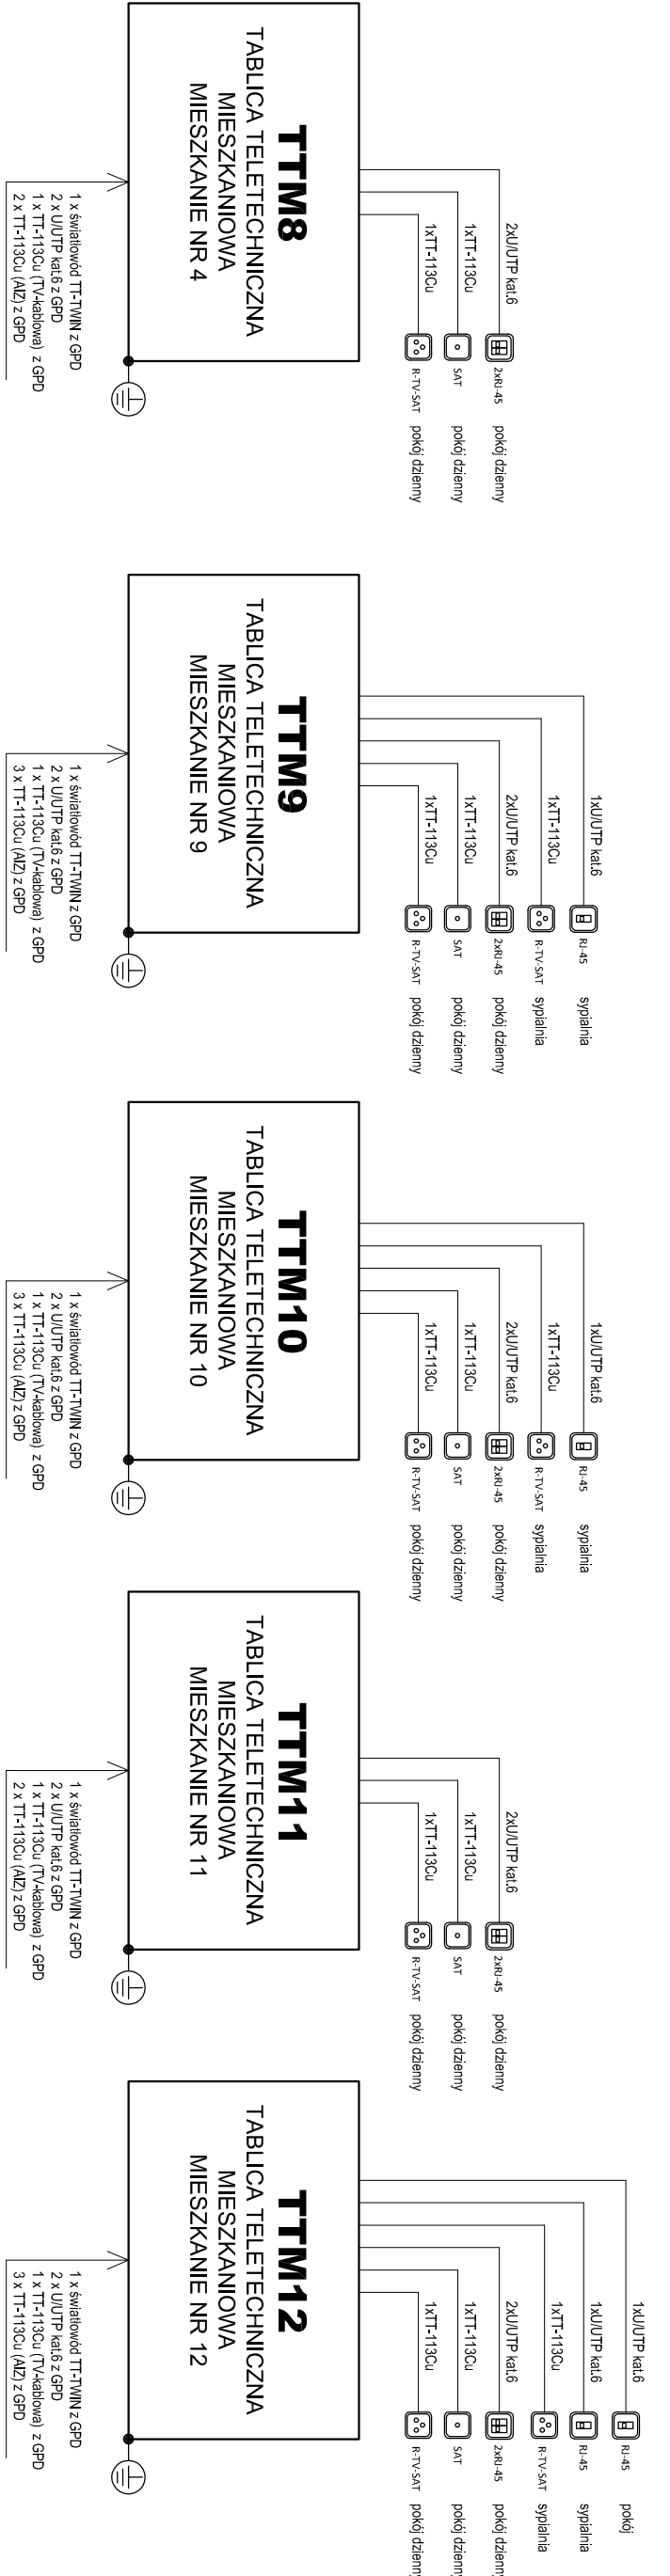 2xU/UTP kat.6
2xRJ-45
pokój dzienny
1xTT-113Cu
SAT
pokój dzienny
1xTT-113Cu
R-TV-SAT
pokój dzienny
TTM8
TABLICA TELETECHNICZNA
MIESZKANIOWA
MIESZKANIE NR 4
1 x światłowód TT-TWIN z GPD
2 x U/UTP kat.6 z GPD
1 x TT-113Cu (TV-kablowa) z GPD
2 x TT-113Cu (AIZ) z GPD
1xU/UTP kat.6
RJ-45
sypialnia
1xTT-113Cu
R-TV-SAT
sypialnia
2xU/UTP kat.6
2xRJ-45
pokój dzienny
1xTT-113Cu
SAT
pokój dzienny
1xTT-113Cu
R-TV-SAT
pokój dzienny
TTM9
TABLICA TELETECHNICZNA
MIESZKANIOWA
MIESZKANIE NR 9
1 x światłowód TT-TWIN z GPD
2 x U/UTP kat.6 z GPD
1 x TT-113Cu (TV-kablowa) z GPD
3 x TT-113Cu (AIZ) z GPD
1xU/UTP kat.6
RJ-45
sypialnia
1xTT-113Cu
R-TV-SAT
sypialnia
2xU/UTP kat.6
2xRJ-45
pokój dzienny
1xTT-113Cu
SAT
pokój dzienny
1xTT-113Cu
R-TV-SAT
pokój dzienny
TTM10
TABLICA TELETECHNICZNA
MIESZKANIOWA
MIESZKANIE NR 10
1 x światłowód TT-TWIN z GPD
2 x U/UTP kat.6 z GPD
1 x TT-113Cu (TV-kablowa) z GPD
3 x TT-113Cu (AIZ) z GPD
2xU/UTP kat.6
2xRJ-45
pokój dzienny
1xTT-113Cu
SAT
pokój dzienny
1xTT-113Cu
R-TV-SAT
pokój dzienny
TTM11
TABLICA TELETECHNICZNA
MIESZKANIOWA
MIESZKANIE NR 11
1 x światłowód TT-TWIN z GPD
2 x U/UTP kat.6 z GPD
1 x TT-113Cu (TV-kablowa) z GPD
2 x TT-113Cu (AIZ) z GPD
1xU/UTP kat.6
RJ-45
pokój
1xU/UTP kat.6
RJ-45
sypialnia
1xTT-113Cu
R-TV-SAT
sypialnia
2xU/UTP kat.6
2xRJ-45
pokój dzienny
1xTT-113Cu
SAT
pokój dzienny
1xTT-113Cu
R-TV-SAT
pokój dzienny
TTM12
TABLICA TELETECHNICZNA
MIESZKANIOWA
MIESZKANIE NR 12
1 x światłowód TT-TWIN z GPD
2 x U/UTP kat.6 z GPD
1 x TT-113Cu (TV-kablowa) z GPD
3 x TT-113Cu (AIZ) z GPD